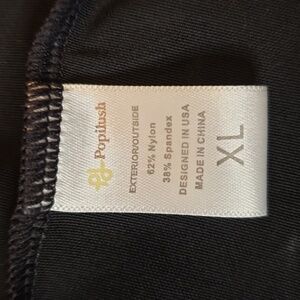 Popilush
EXTERIOR/OUTSIDE
62% Nylon
38% Spandex
DESIGNED IN USA
MADE IN CHINA
XL